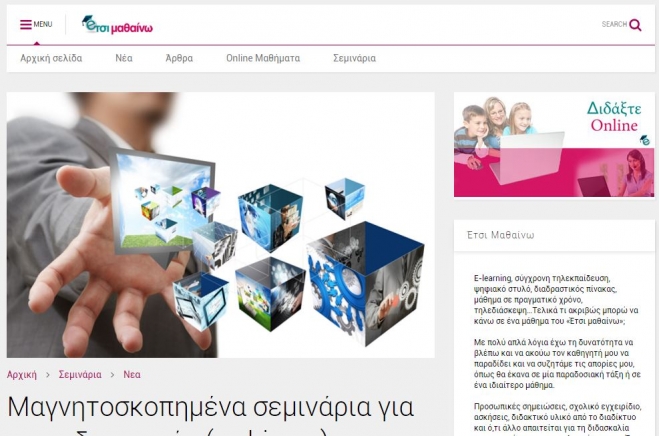 MENU
έτσι μαθαίνω
SEARCH
Αρχική σελίδα Νέα Άρθρα Online Μαθήματα Σεμινάρια
Διδάξτε
Online
Έτσι Μαθαίνω
E-learning, σύγχρονη τηλεκπαίδευση,
ψηφιακό στυλό, διαδραστικός πίνακας,
μάθημα σε πραγματικό χρόνο,
τηλεδιάσκεψη...Τελικά τι ακριβώς μπορώ να
κάνω σε ένα μάθημα του «Έτσι μαθαίνω»;
Με πολύ απλά λόγια έχω τη δυνατότητα να
βλέπω και να ακούω τον καθηγητή μου να
παραδίδει και να συζητάμε τις απορίες μου,
όπως θα έκανα σε μία παραδοσιακή τάξη ή σε
ένα ιδιαίτερο μάθημα.
Προσωπικές σημειώσεις, σχολικό εγχειρίδιο,
ασκήσεις, διδακτικό υλικό από το διαδίκτυο
και ό,τι άλλο απαιτείται για τη διδασκαλία
Αρχική > Σεμινάρια > Νεα
Μαγνητοσκοπημένα σεμινάρια για